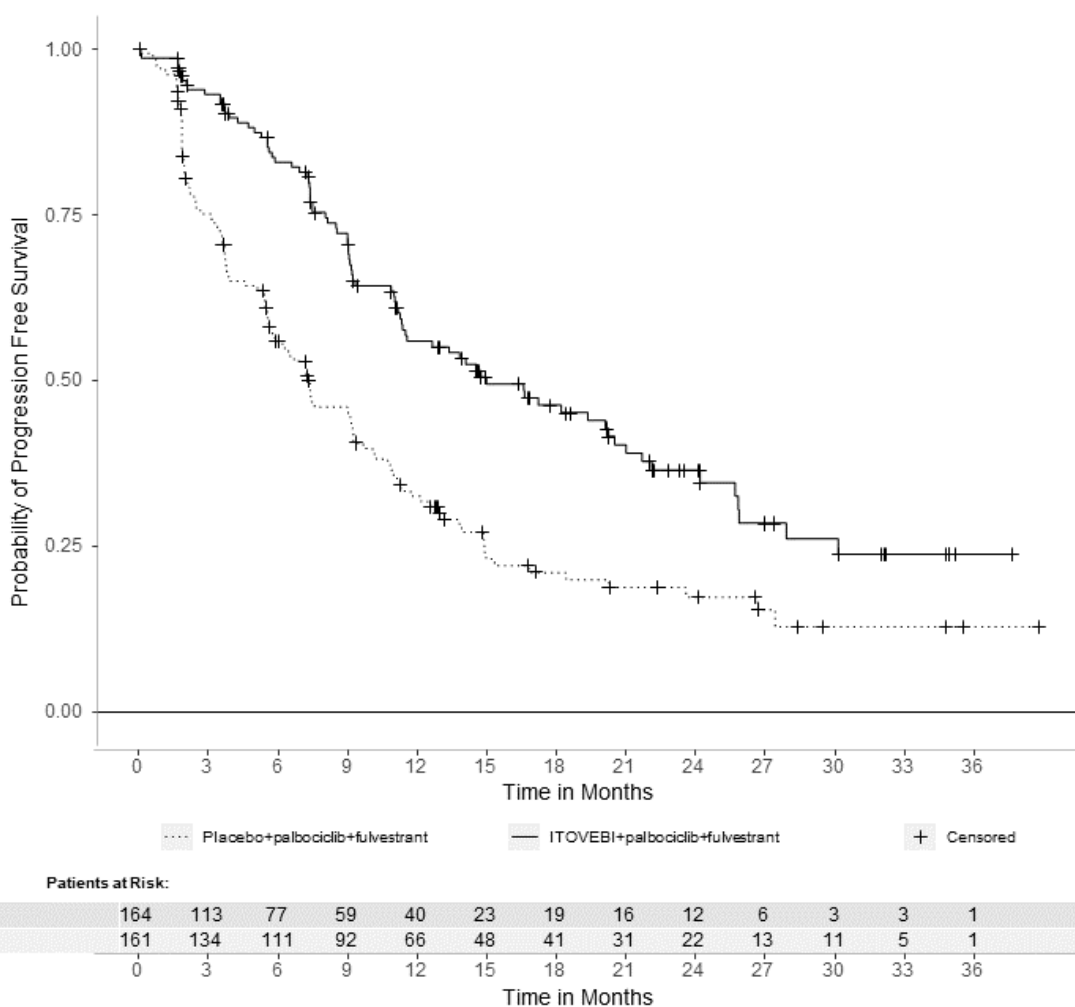 1.00
0.75
0.50
0.25
0.00
Probability of Progression Free Survival
0 3 6 9 12 15 18 21 24 27 30 33 36
Time in Months
Placebo+palbociclib+fulvestrant ITOVEBI+palbociclib+fulvestrant Censored
Patients at Risk:
164 113 77 59 40 23 19 16 12 6 3 3 1
161 134 111 92 66 48 41 31 22 13 11 5 1
0 3 6 9 12 15 18 21 24 27 30 33 36
Time in Months